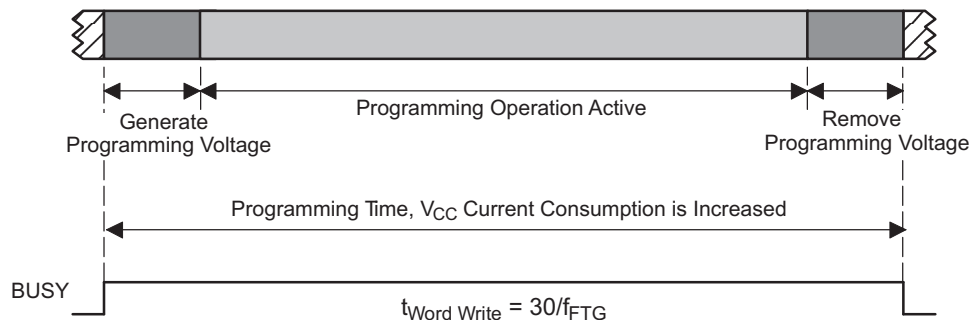 Generate
Programming Voltage
Programming Operation Active
Remove
Programming Voltage
Programming Time, VCC Current Consumption is Increased
BUSY
tWord Write = 30/fFTG